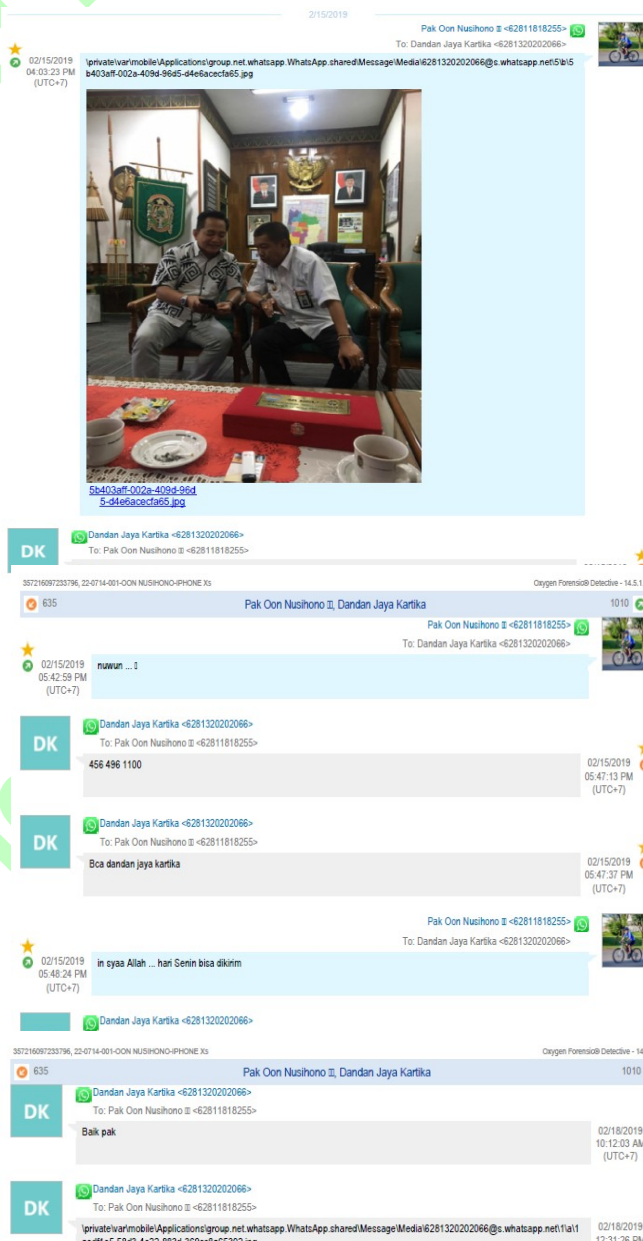 2/15/2019
Pak Oon Nusihono <62811818255>
To: Dandan Jaya Kartika <6281320202066>
02/15/2019
04:03:23 PM
(UTC+7)
\private\var\mobile\Applications\group.net.whatsapp.WhatsApp.shared\Message\Media\6281320202066@s.whatsapp.net\5\b\5
b403aff-002a-409d-96d5-d4e6acecfa65.jpg
5b403aff-002a-409d-96d
5-d4e6acecfa65.jpg
DK
Dandan Jaya Kartika <6281320202066>
To: Pak Oon Nusihono <62811818255>
357216097233796, 22-0714-001-OON NUSIHONO-IPHONE Xs
Oxygen Forensic® Detective - 14.5.1
635
Pak Oon Nusihono, Dandan Jaya Kartika
1010
Pak Oon Nusihono <62811818255>
To: Dandan Jaya Kartika <6281320202066>
02/15/2019
05:42:59 PM
(UTC+7)
nuwun ...
DK
Dandan Jaya Kartika <6281320202066>
To: Pak Oon Nusihono <62811818255>
456 496 1100
02/15/2019
05:47:13 PM
(UTC+7)
DK
Dandan Jaya Kartika <6281320202066>
To: Pak Oon Nusihono <62811818255>
Bca dandan jaya kartika
02/15/2019
05:47:37 PM
(UTC+7)
Pak Oon Nusihono <62811818255>
To: Dandan Jaya Kartika <6281320202066>
02/15/2019
05:48:24 PM
(UTC+7)
in syaa Allah ... hari Senin bisa dikirim
Dandan Jaya Kartika <6281320202066>
357216097233796, 22-0714-001-OON NUSIHONO-IPHONE Xs
Oxygen Forensic® Detective - 14
635
Pak Oon Nusihono, Dandan Jaya Kartika
1010
DK
Dandan Jaya Kartika <6281320202066>
To: Pak Oon Nusihono <62811818255>
Baik pak
02/18/2019
10:12:03 AM
(UTC+7)
DK
Dandan Jaya Kartika <6281320202066>
To: Pak Oon Nusihono <62811818255>
\private\var\mobile\Applications\group.net.whatsapp.WhatsApp.shared\Message\Media\6281320202066@s.whatsapp.net\1\a\1
02/18/2019
12:31:26 PM